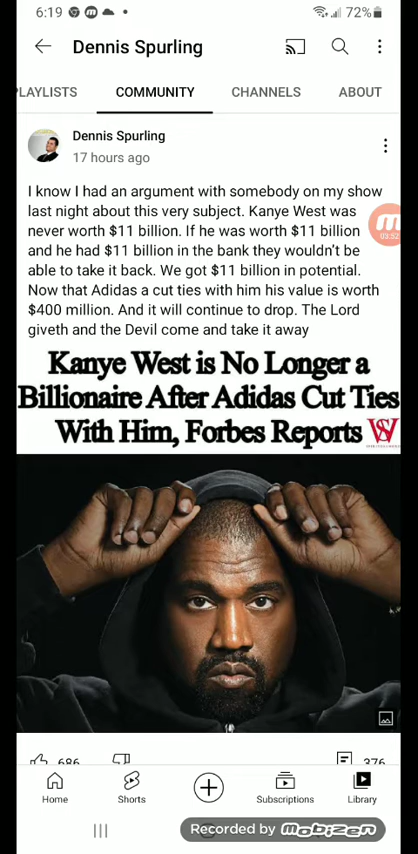 6:19
72%
Dennis Spurling
PLAYLISTS
COMMUNITY
CHANNELS
ABOUT
Dennis Spurling
17 hours ago
03:52
I know I had an argument with somebody on my show
last night about this very subject. Kanye West was
never worth $11 billion. If he was worth $11 billion
and he had $11 billion in the bank they wouldn't be
able to take it back. We got $11 billion in potential.
Now that Adidas a cut ties with him his value is worth
$400 million. And it will continue to drop. The Lord
giveth and the Devil come and take it away
Kanye West is No Longer a
Billionaire After Adidas Cut Ties
With Him, Forbes Reports
686
376
Home
Shorts
Subscriptions
Library
Recorded by mobizen